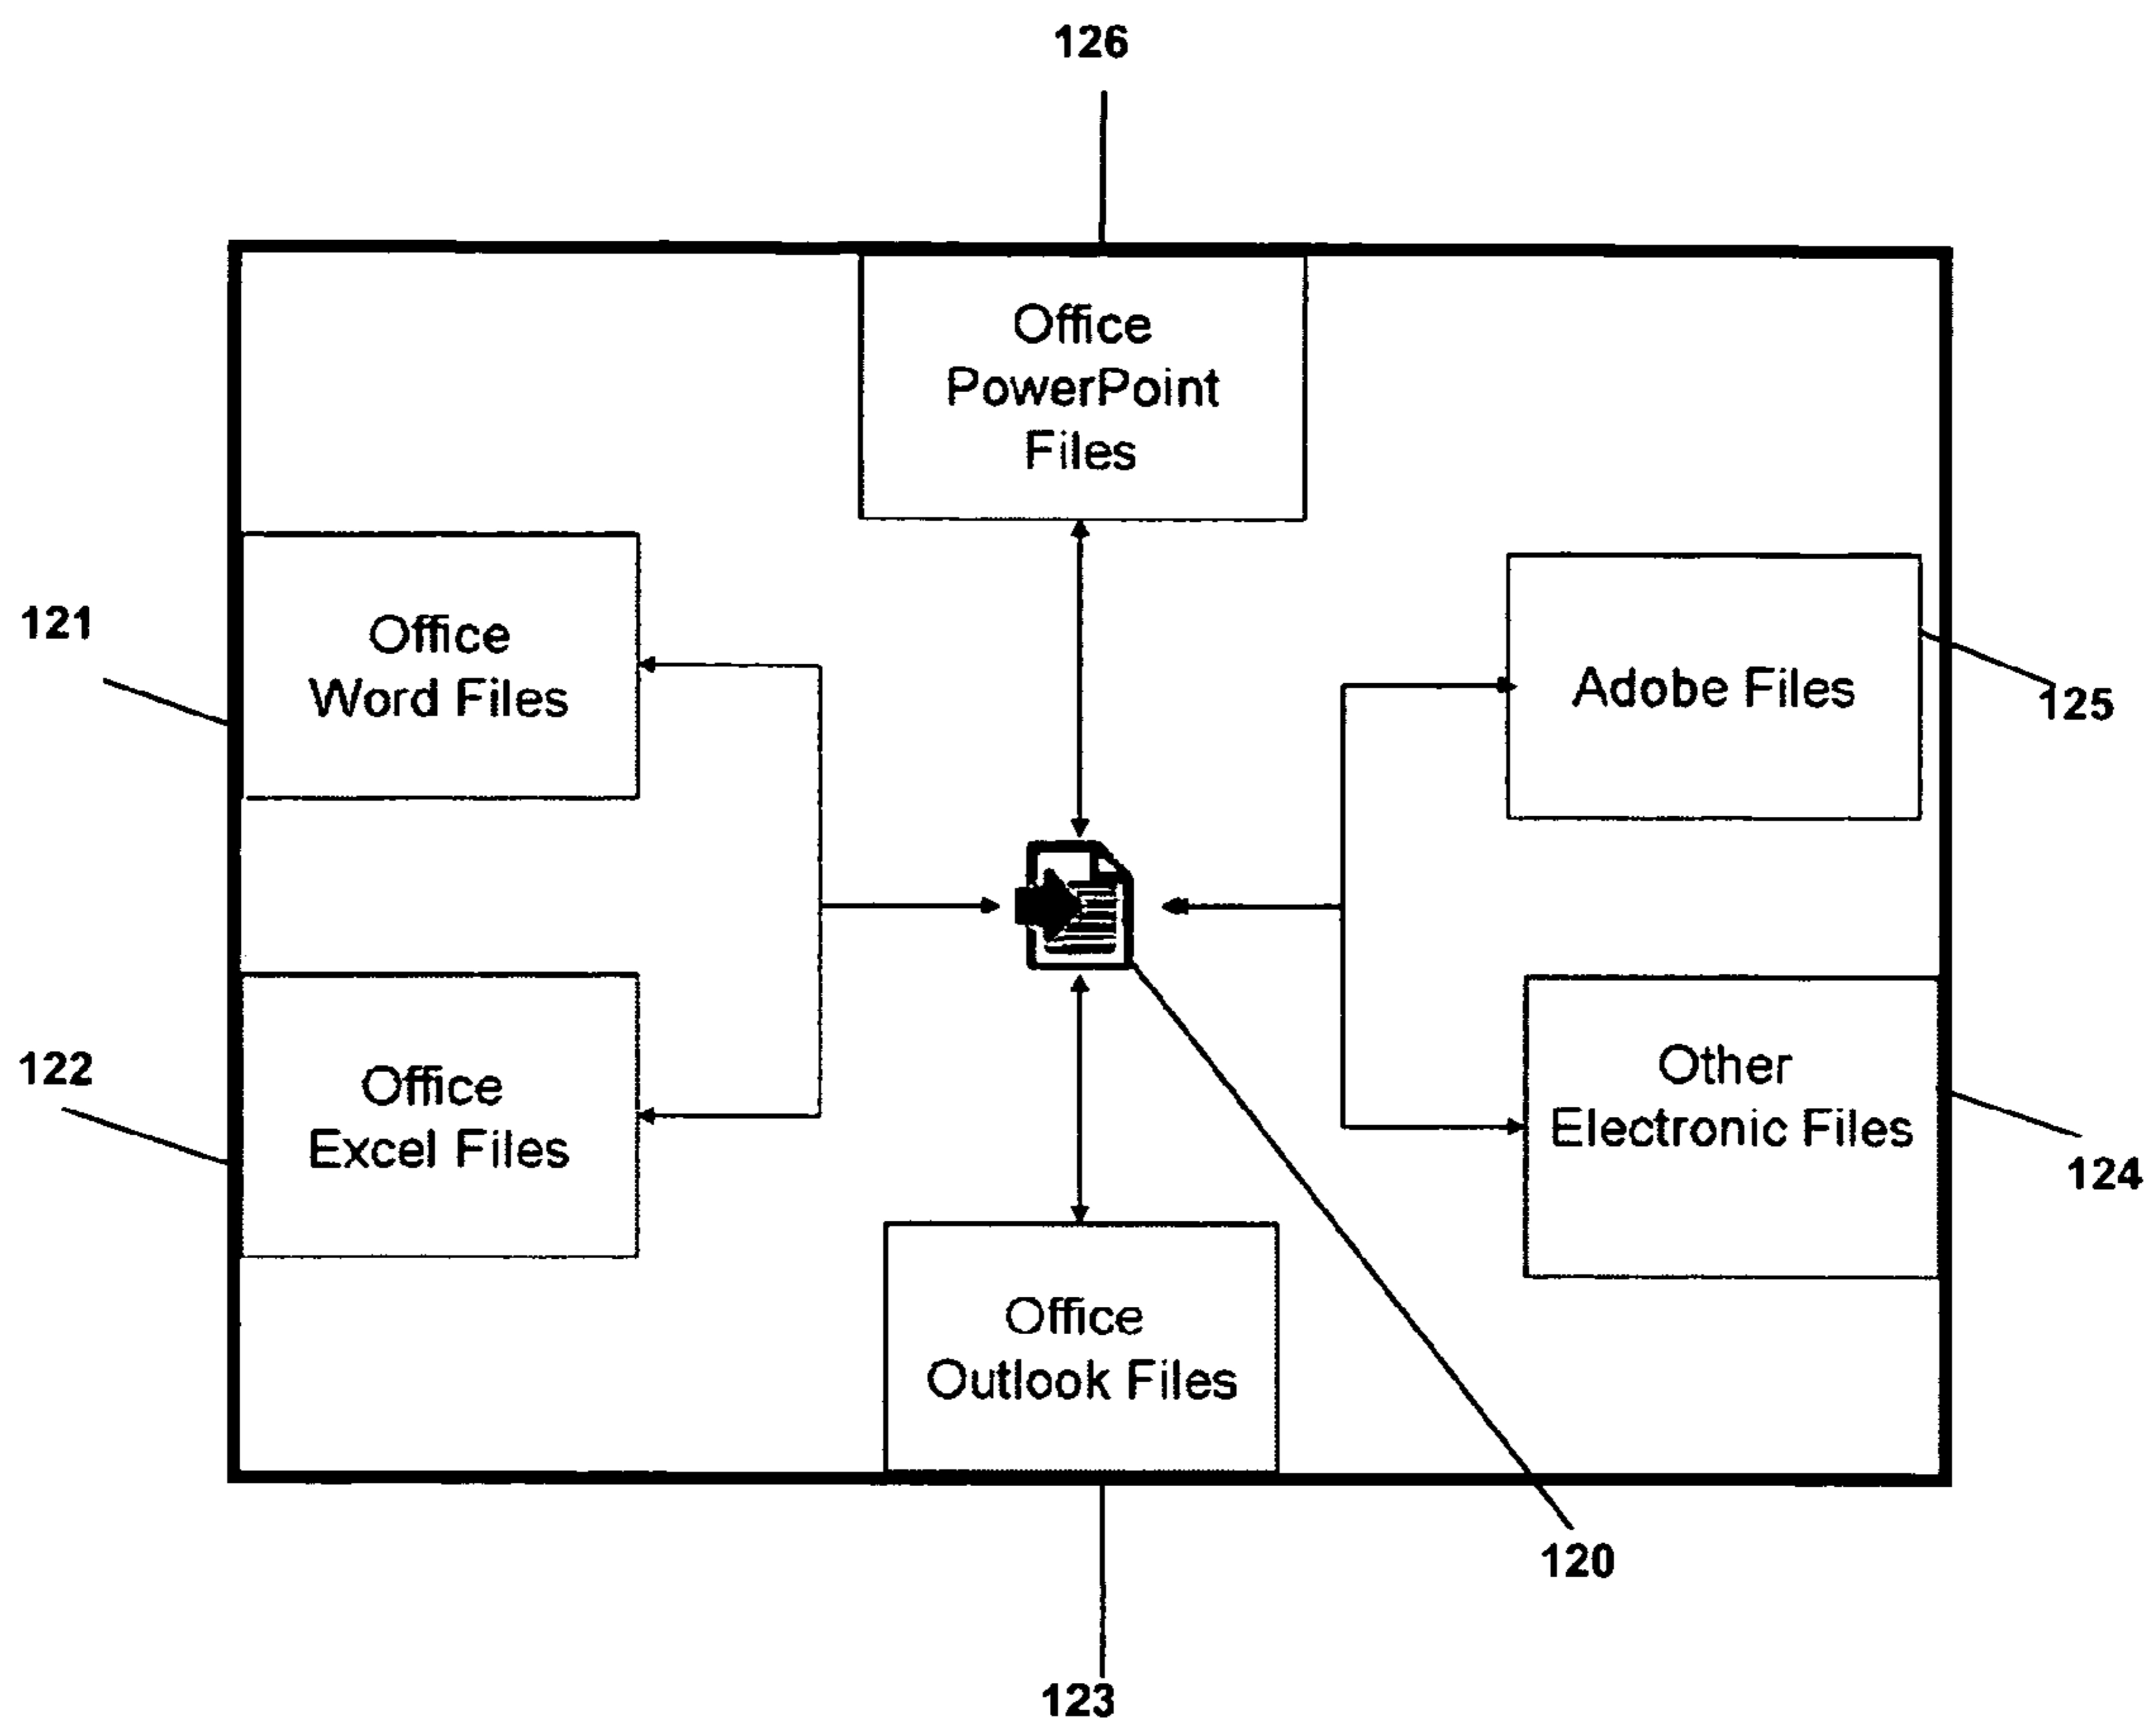 126
Office
PowerPoint
Files
121
Office
Word Files
Adobe Files
125
122
Office
Excel Files
Other
Electronic Files
124
Office
Outlook Files
120
123